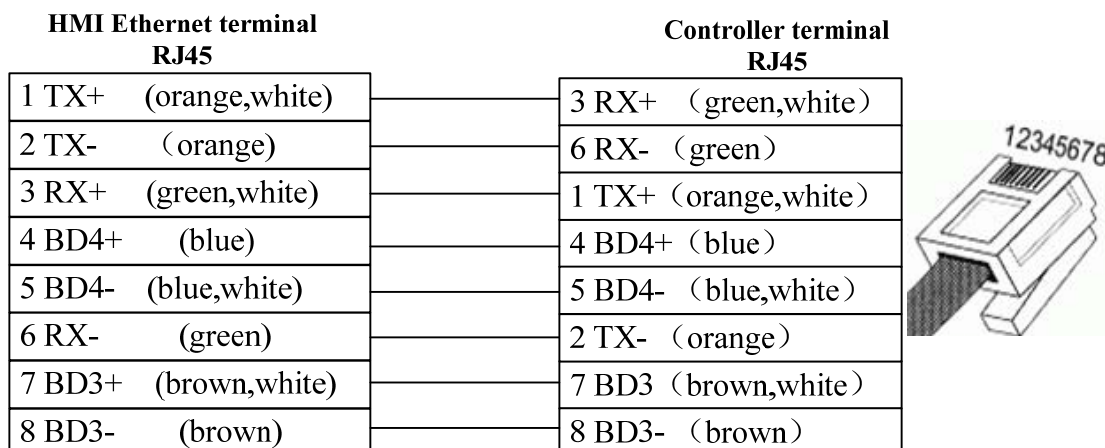 HMI Ethernet terminal
RJ45
1 TX+ (orange,white)
2 TX- （orange)
3 RX+ (green,white)
4 BD4+ (blue)
5 BD4- (blue,white)
6 RX- (green)
7 BD3+ (brown,white)
8 BD3- (brown)
Controller terminal
RJ45
3 RX+ （green,white）
6 RX- （green）
1 TX+（orange,white）
4 BD4+（blue）
5 BD4- （blue,white）
2 TX- （orange）
7 BD3（brown,white）
8 BD3-（brown）
12345678